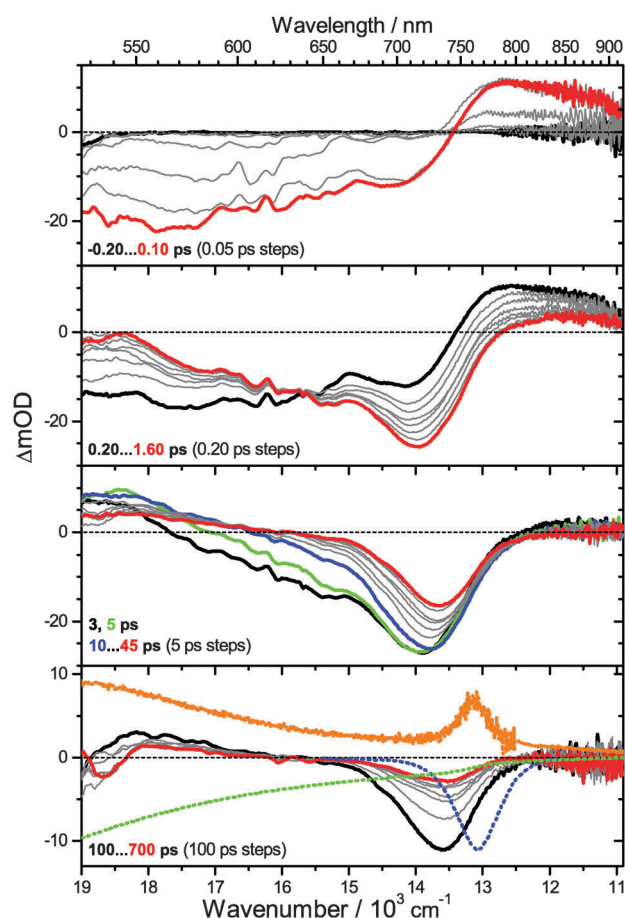 Wavelength / nm
550 600 650 700 750 800 850 900
0
-20
-0.20...0.10 ps (0.05 ps steps)
0
-20
0.20...1.60 ps (0.20 ps steps)
ΔmOD
0
-20
3, 5 ps
10...45 ps (5 ps steps)
10
0
-10
100...700 ps (100 ps steps)
19 18 17 16 15 14 13 12 11
Wavenumber / 10³ cm⁻¹